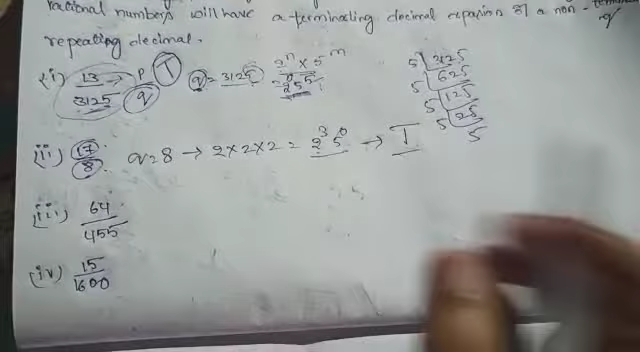 rational numbers will have a terminating decimal expansion or a non-
repeating decimal.
(i) 13/3125 → p/q T q = 3125 2^n × 5^m
2^0 5^5
5 | 3125
5 | 625
5 | 125
5 | 25
5
(ii) 17/8 q = 8 → 2×2×2 = 2^3 5^0 → T
(iii) 64/455
(iv) 15/1600